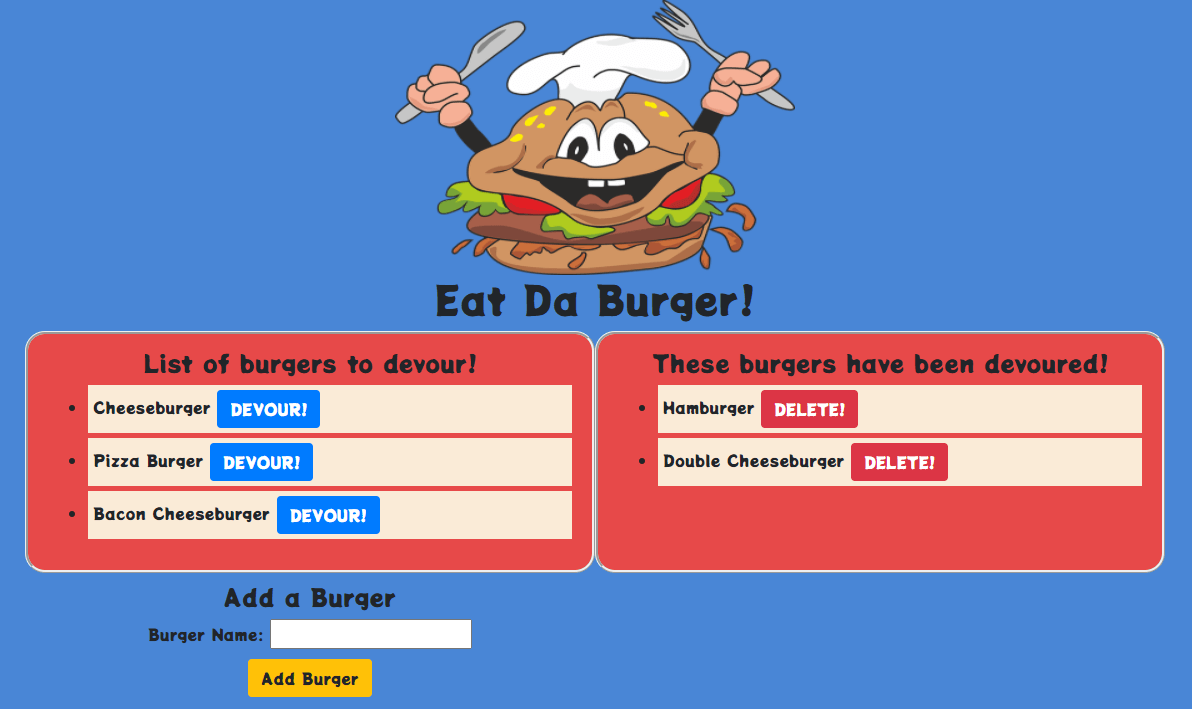 Eat Da Burger!
List of burgers to devour!
Cheeseburger DEVOUR!
Pizza Burger DEVOUR!
Bacon Cheeseburger DEVOUR!
These burgers have been devoured!
Hamburger DELETE!
Double Cheeseburger DELETE!
Add a Burger
Burger Name:
Add Burger